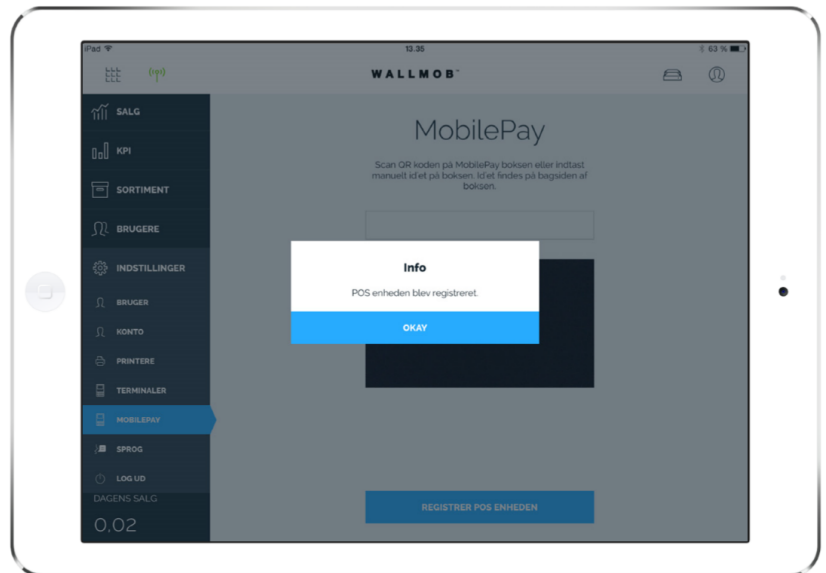 iPad
13.35
63 %
WALLMOB™
SALG
KPI
SORTIMENT
BRUGERE
INDSTILLINGER
BRUGER
KONTO
PRINTERE
TERMINALER
MOBILEPAY
SPROG
LOG UD
DAGENS SALG
0,02
MobilePay
Scan QR koden på MobilePay boksen eller indtast
manuelt id'et på boksen. Id'et findes på bagsiden af
boksen.
Info
POS enheden blev registreret.
OKAY
REGISTRER POS ENHEDEN